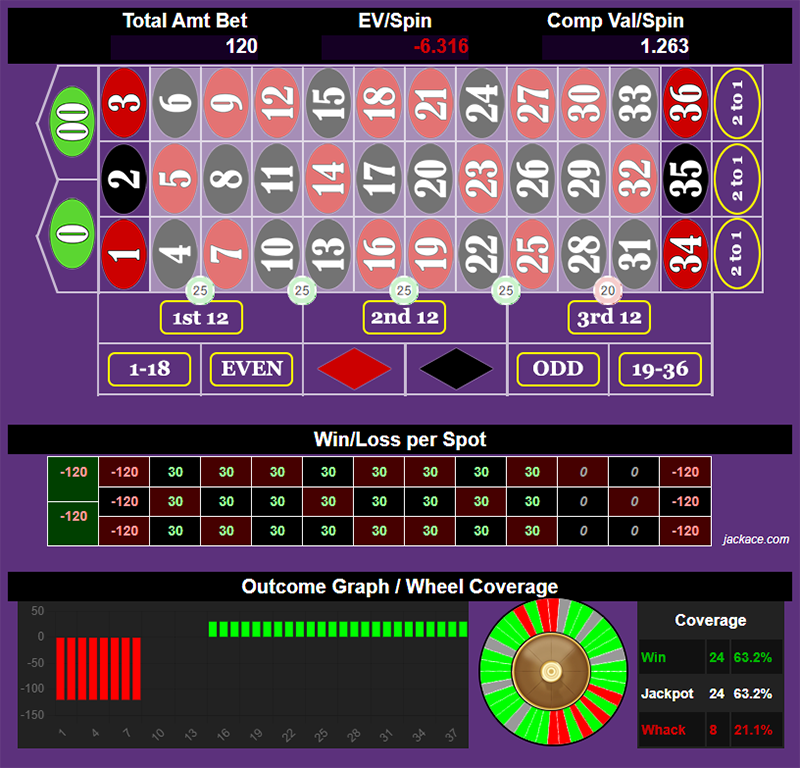 Total Amt Bet EV/Spin Comp Val/Spin
120 -6.316 1.263
00 3 6 9 12 15 18 21 24 27 30 33 36 2 to 1
2 5 8 11 14 17 20 23 26 29 32 35 2 to 1
0 1 4 7 10 13 16 19 22 25 28 31 34 2 to 1
25 25 25 25 20
1st 12 2nd 12 3rd 12
1-18 EVEN ODD 19-36
Win/Loss per Spot
-120 -120 30 30 30 30 30 30 30 30 0 0 -120
-120 30 30 30 30 30 30 30 30 0 0 -120
-120 -120 30 30 30 30 30 30 30 30 0 0 -120
jackace.com
Outcome Graph / Wheel Coverage
50
0
-50
-100
-150
1 4 7 10 13 16 19 22 25 28 31 34 37
Coverage
Win 24 63.2%
Jackpot 24 63.2%
Whack 8 21.1%